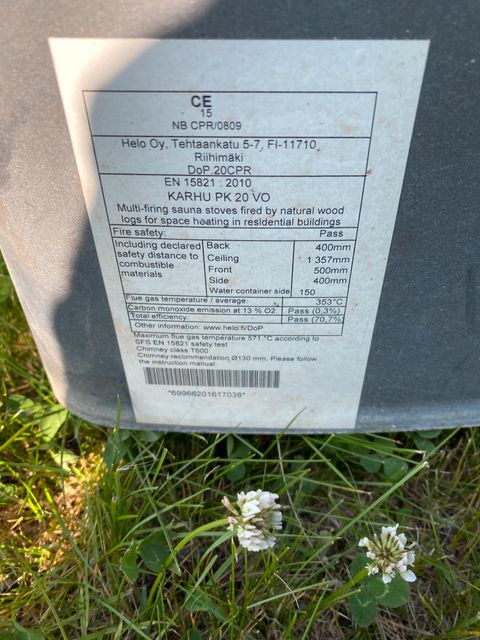 CE
15
NB CPR/0809
Helo Oy, Tehtaankatu 5-7, FI-11710,
Riihimäki
DoP.20CPR
EN 15821 : 2010
KARHU PK 20 VO
Multi-firing sauna stoves fired by natural wood
logs for space heating in residential buildings
Fire safety: Pass
Including declared safety distance to combustible materials
Back 400mm
Ceiling 1 357mm
Front 500mm
Side 400mm
Water container side 150
Flue gas temperature / average: 353°C
Carbon monoxide emission at 13 % O2: Pass (0,3%)
Total efficiency: Pass (70,7%)
Other information: www.helo.fi/DoP
Maximum flue gas temperature 571 °C according to
SFS EN 15821 safety test
Chimney class T600
Chimney recommendation Ø130 mm. Please follow
the instruction manual
*69966201617038*